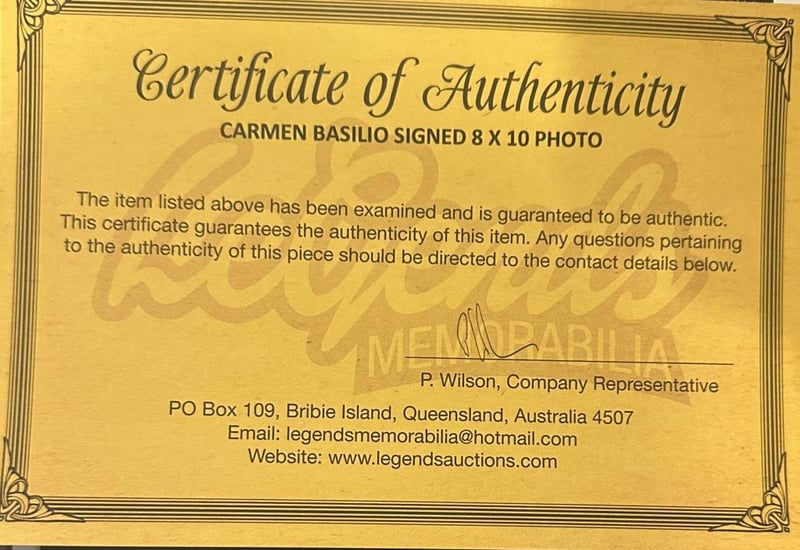 Certificate of Authenticity
CARMEN BASILIO SIGNED 8 X 10 PHOTO
The item listed above has been examined and is guaranteed to be authentic.
This certificate guarantees the authenticity of this item. Any questions pertaining
to the authenticity of this piece should be directed to the contact details below.
Legends
MEMORABILIA
P. Wilson, Company Representative
PO Box 109, Bribie Island, Queensland, Australia 4507
Email: legendsmemorabilia@hotmail.com
Website: www.legendsauctions.com